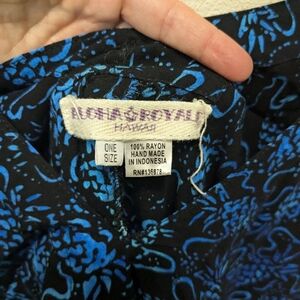 ALOHA ROYALE
HAWAII
ONE
SIZE
100% RAYON
HAND MADE
IN INDONESIA
RN#136878